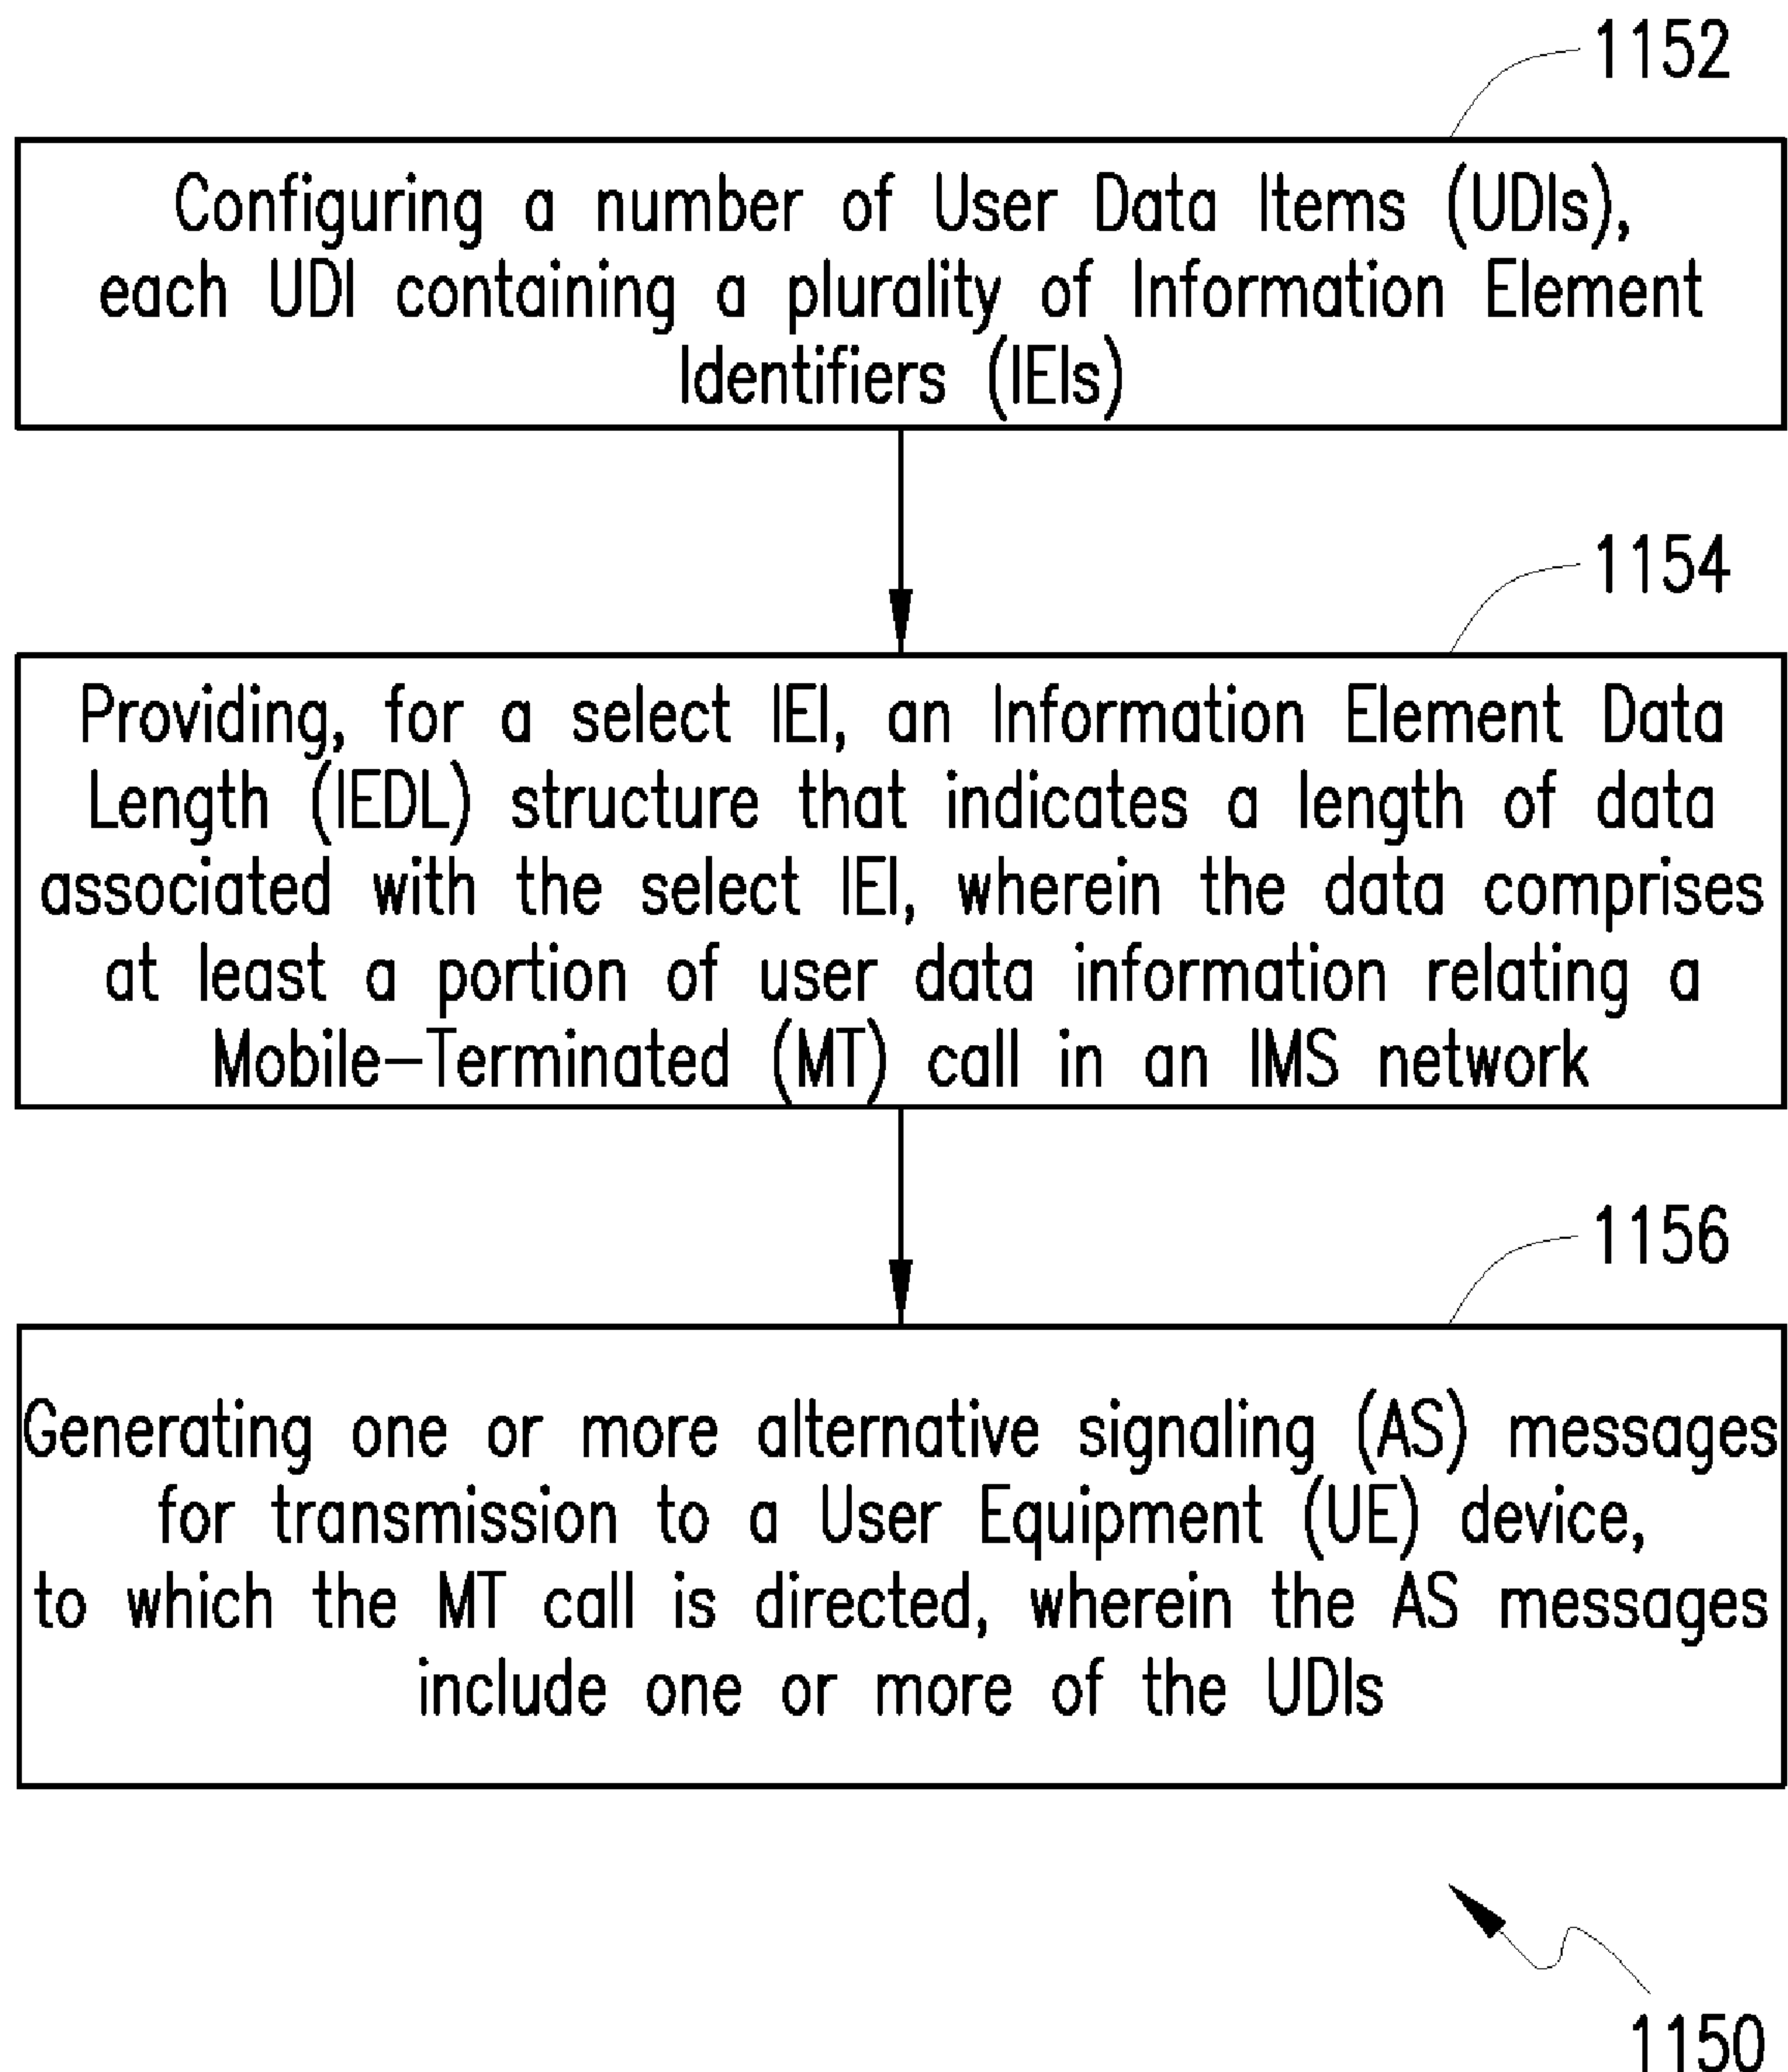 1152
Configuring a number of User Data Items (UDIs),
each UDI containing a plurality of Information Element
Identifiers (IEIs)
1154
Providing, for a select IEI, an Information Element Data
Length (IEDL) structure that indicates a length of data
associated with the select IEI, wherein the data comprises
at least a portion of user data information relating a
Mobile–Terminated (MT) call in an IMS network
1156
Generating one or more alternative signaling (AS) messages
for transmission to a User Equipment (UE) device,
to which the MT call is directed, wherein the AS messages
include one or more of the UDIs
1150